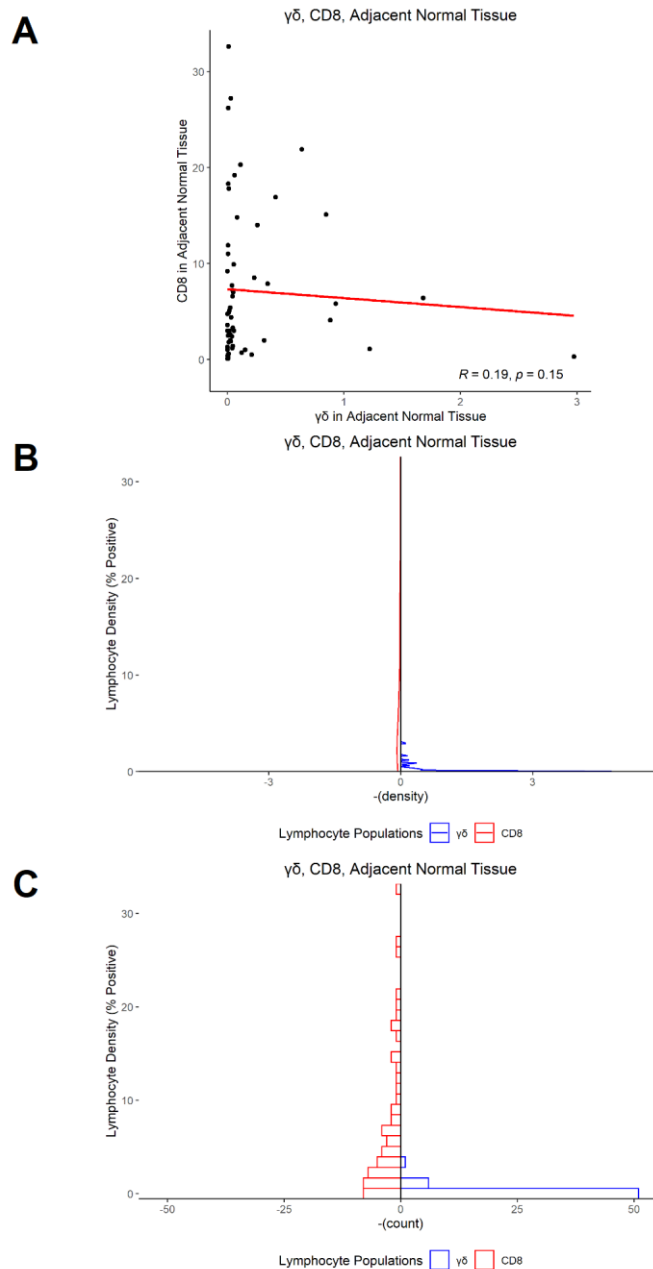 A
γδ, CD8, Adjacent Normal Tissue
CD8 in Adjacent Normal Tissue
30
20
10
0
R = 0.19, p = 0.15
0 1 2 3
γδ in Adjacent Normal Tissue
B
γδ, CD8, Adjacent Normal Tissue
Lymphocyte Density (% Positive)
30
20
10
0
-3 0 3
-(density)
Lymphocyte Populations γδ CD8
C
γδ, CD8, Adjacent Normal Tissue
Lymphocyte Density (% Positive)
30
20
10
0
-50 -25 0 25 50
-(count)
Lymphocyte Populations γδ CD8